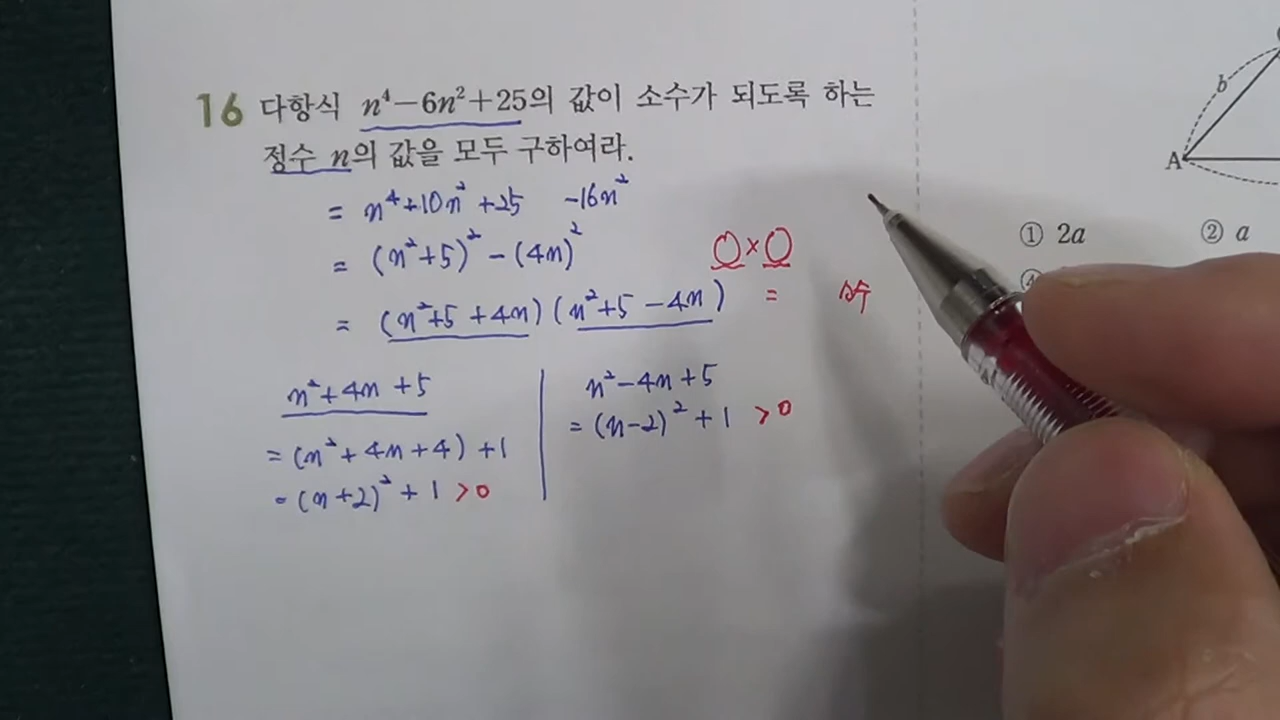 16 다항식 n⁴−6n²+25의 값이 소수가 되도록 하는
정수 n의 값을 모두 구하여라.
= n⁴+10n²+25 −16n²
= (n²+5)² − (4n)²
○×○
= (n²+5+4n)(n²+5−4n) = 소수
n²+4n+5
= (n²+4n+4)+1
= (n+2)²+1 >0
n²−4n+5
= (n−2)²+1 >0
b
A
① 2a ② a
④